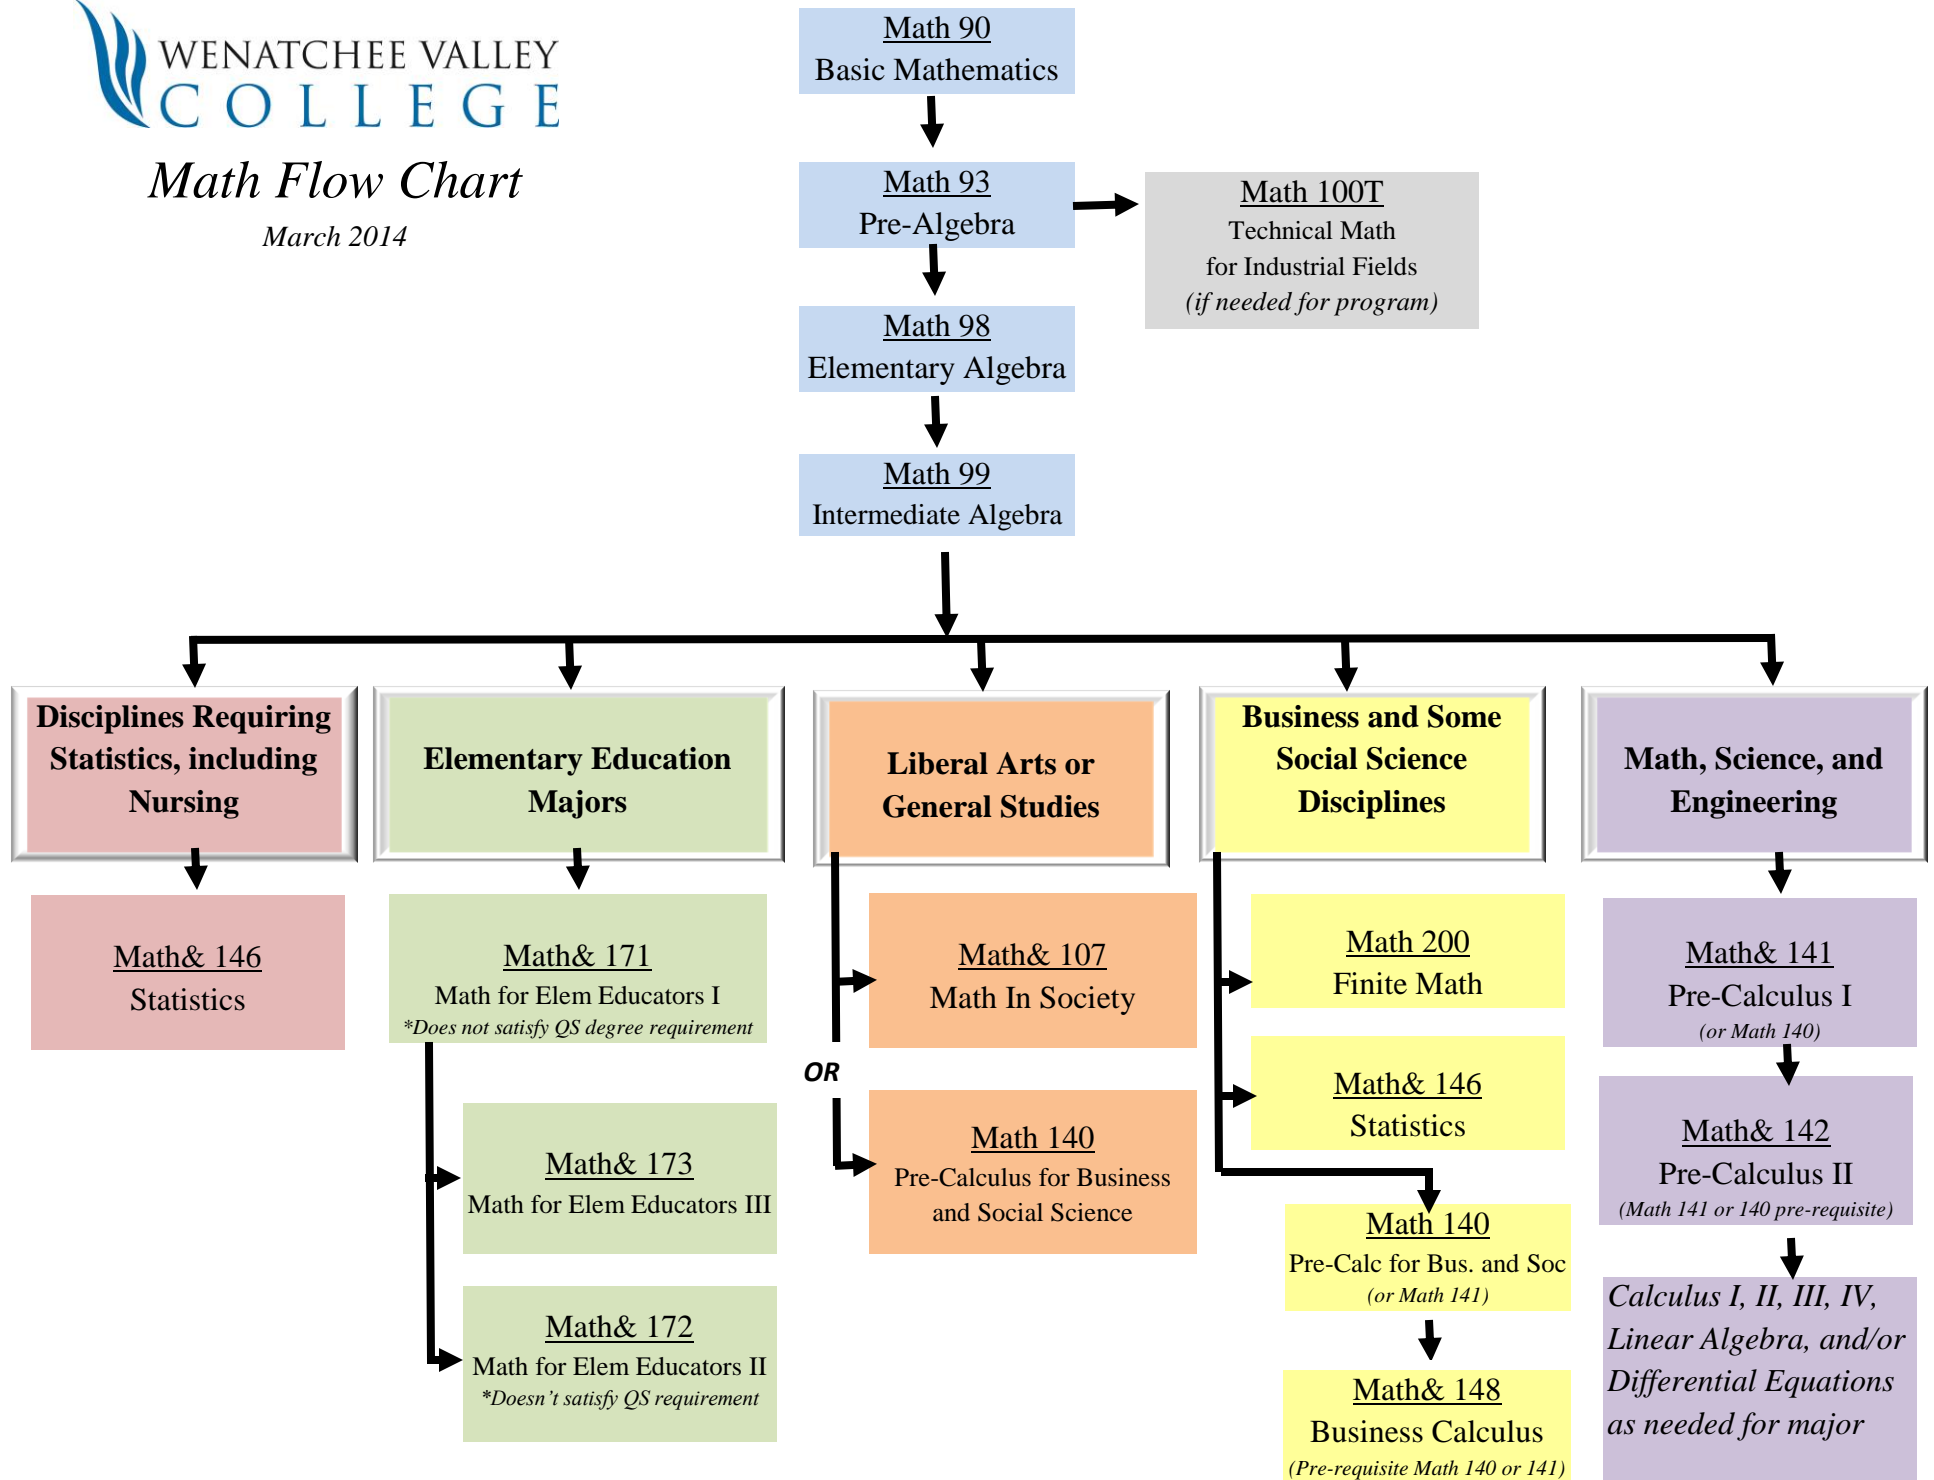 WENATCHEE VALLEY
COLLEGE
Math Flow Chart
March 2014
Math 90
Basic Mathematics
Math 93
Pre-Algebra
Math 100T
Technical Math
for Industrial Fields
(if needed for program)
Math 98
Elementary Algebra
Math 99
Intermediate Algebra
Disciplines Requiring
Statistics, including
Nursing
Math& 146
Statistics
Elementary Education
Majors
Math& 171
Math for Elem Educators I
*Does not satisfy QS degree requirement
Math& 173
Math for Elem Educators III
Math& 172
Math for Elem Educators II
*Doesn't satisfy QS requirement
Liberal Arts or
General Studies
Math& 107
Math In Society
OR
Math 140
Pre-Calculus for Business
and Social Science
Business and Some
Social Science
Disciplines
Math 200
Finite Math
Math& 146
Statistics
Math 140
Pre-Calc for Bus. and Soc
(or Math 141)
Math& 148
Business Calculus
(Pre-requisite Math 140 or 141)
Math, Science, and
Engineering
Math& 141
Pre-Calculus I
(or Math 140)
Math& 142
Pre-Calculus II
(Math 141 or 140 pre-requisite)
Calculus I, II, III, IV,
Linear Algebra, and/or
Differential Equations
as needed for major